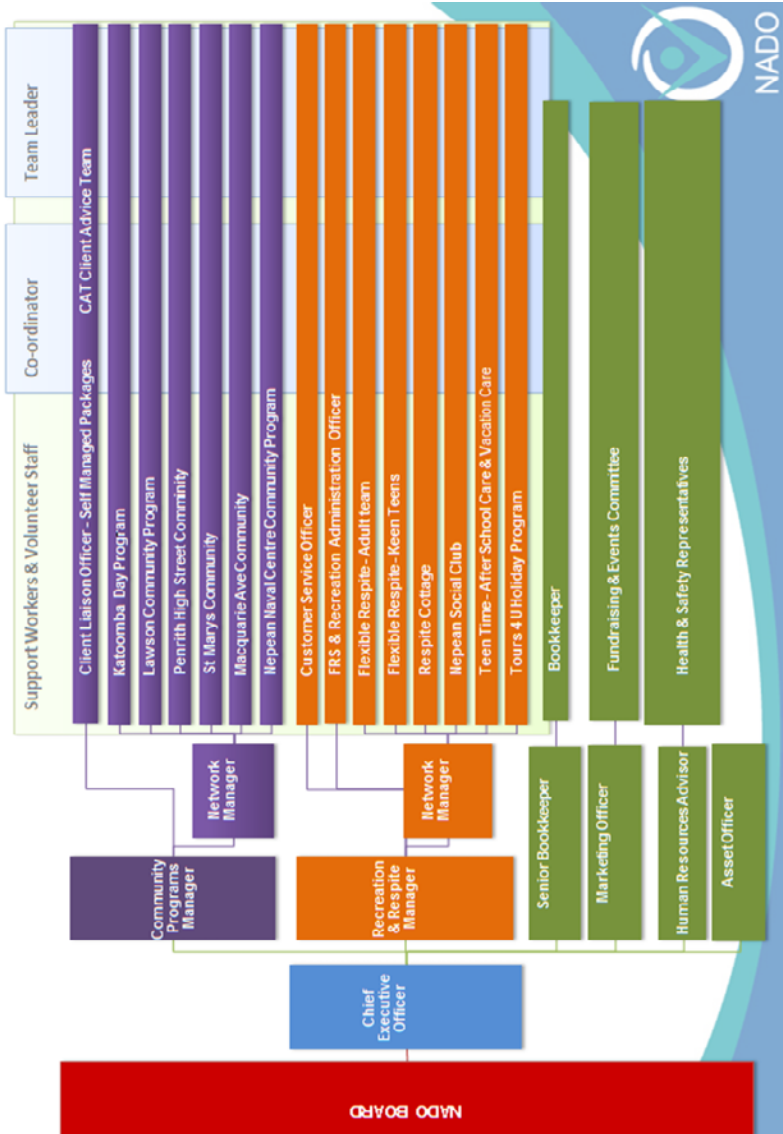 NADO BOARD
Chief
Executive
Officer
Community
Programs
Manager
Recreation
& Respite
Manager
Senior Bookkeeper
Marketing Officer
Human Resources Advisor
Asset Officer
Network
Manager
Network
Manager
Support Workers & Volunteer Staff
Co-ordinator
Team Leader
Client Liaison Officer – Self Managed Packages
CAT Client Advice Team
Katoomba Day Program
Lawson Community Program
Penrith High Street Comminity
St Marys Community
Macquarie Ave Community
Nepean Naval Centre Community Program
Customer Service Officer
FRS & Recreation Administration Officer
Flexible Respite - Adult team
Flexible Respite - Keen Teens
Respite Cottage
Nepean Social Club
Teen Time - After School Care & Vacation Care
Tours 4 U Holiday Program
Bookkeeper
Fundraising & Events Committee
Health & Safety Representatives
NADO